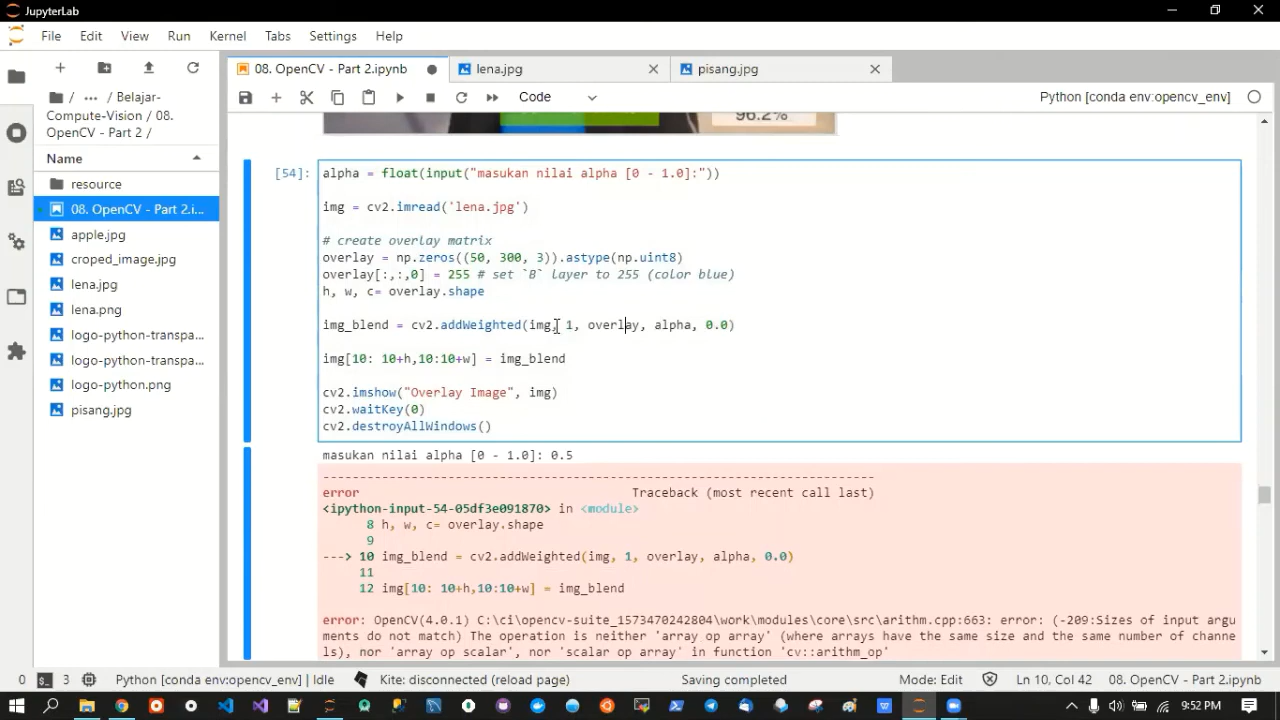 JupyterLab
File Edit View Run Kernel Tabs Settings Help
08. OpenCV - Part 2.ipynb
lena.jpg
pisang.jpg
/ ... / Belajar-
Compute-Vision / 08.
OpenCV - Part 2 /
Code
Python [conda env:opencv_env]
Name
resource
08. OpenCV - Part 2.i...
apple.jpg
croped_image.jpg
lena.jpg
lena.png
logo-python-transpa...
logo-python-transpa...
logo-python.png
pisang.jpg
96.2%
[54]:
alpha = float(input("masukan nilai alpha [0 - 1.0]:"))
img = cv2.imread('lena.jpg')
# create overlay matrix
overlay = np.zeros((50, 300, 3)).astype(np.uint8)
overlay[:,:,0] = 255 # set `B` layer to 255 (color blue)
h, w, c= overlay.shape
img_blend = cv2.addWeighted(img, 1, overlay, alpha, 0.0)
img[10: 10+h,10:10+w] = img_blend
cv2.imshow("Overlay Image", img)
cv2.waitKey(0)
cv2.destroyAllWindows()
masukan nilai alpha [0 - 1.0]: 0.5
---------------------------------------------------------------------------
error Traceback (most recent call last)
<ipython-input-54-05df3e091870> in <module>
8 h, w, c= overlay.shape
9
---> 10 img_blend = cv2.addWeighted(img, 1, overlay, alpha, 0.0)
11
12 img[10: 10+h,10:10+w] = img_blend
error: OpenCV(4.0.1) C:\ci\opencv-suite_1573470242804\work\modules\core\src\arithm.cpp:663: error: (-209:Sizes of input argu
ments do not match) The operation is neither 'array op array' (where arrays have the same size and the same number of channe
ls), nor 'array op scalar', nor 'scalar op array' in function 'cv::arithm_op'
0 3 Python [conda env:opencv_env] | Idle Kite: disconnected (reload page) Saving completed Mode: Edit Ln 10, Col 42 08. OpenCV - Part 2.ipynb
9:52 PM